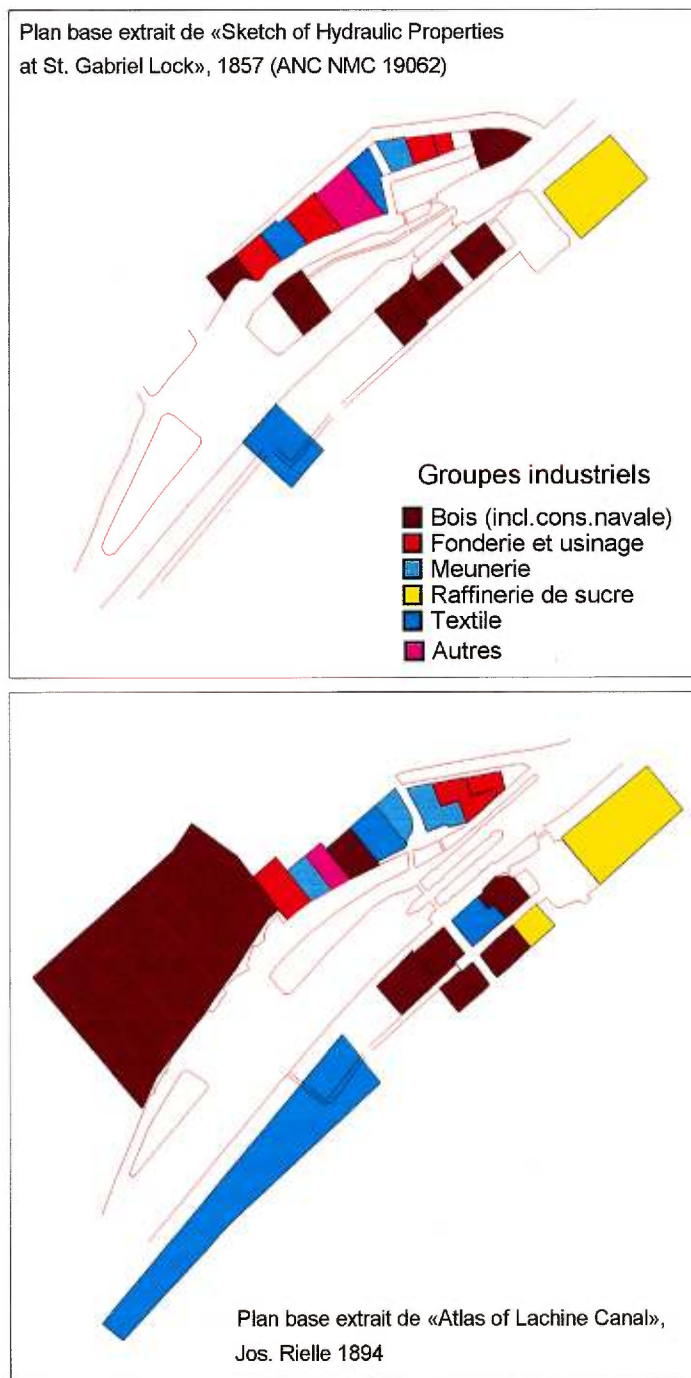 Plan base extrait de «Sketch of Hydraulic Properties
at St. Gabriel Lock», 1857 (ANC NMC 19062)
Groupes industriels
Bois (incl.cons.navale)
Fonderie et usinage
Meunerie
Raffinerie de sucre
Textile
Autres
Plan base extrait de «Atlas of Lachine Canal»,
Jos. Rielle 1894